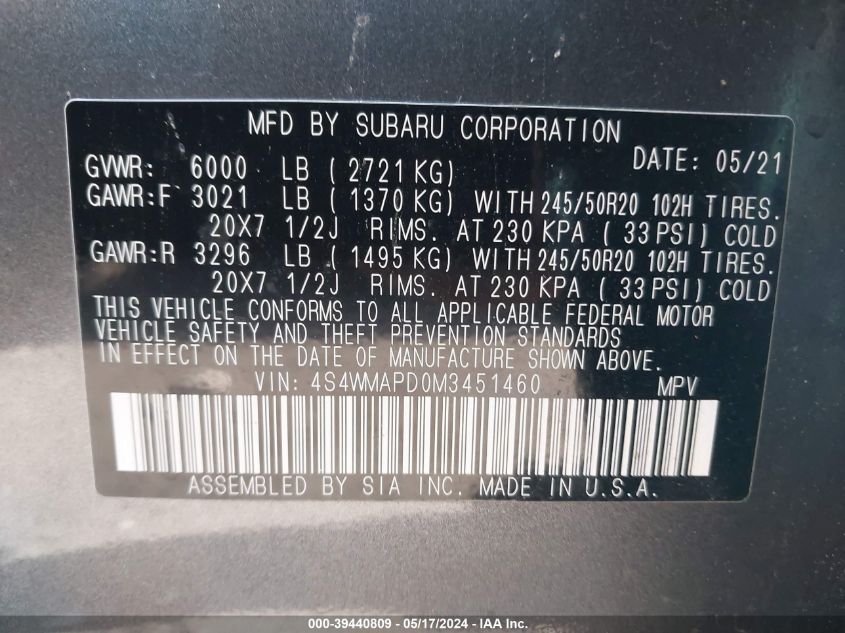 MFD BY SUBARU CORPORATION
GVWR: 6000 LB ( 2721 KG) DATE: 05/21
GAWR:F 3021 LB ( 1370 KG) WITH 245/50R20 102H TIRES.
20X7 1/2J RIMS. AT 230 KPA ( 33 PSI) COLD
GAWR:R 3296 LB ( 1495 KG) WITH 245/50R20 102H TIRES.
20X7 1/2J RIMS. AT 230 KPA ( 33 PSI) COLD
THIS VEHICLE CONFORMS TO ALL APPLICABLE FEDERAL MOTOR
VEHICLE SAFETY AND THEFT PREVENTION STANDARDS
IN EFFECT ON THE DATE OF MANUFACTURE SHOWN ABOVE.
VIN: 4S4WMAPD0M3451460 MPV
ASSEMBLED BY SIA INC. MADE IN U.S.A.
000-39440809 - 05/17/2024 - iaai.com